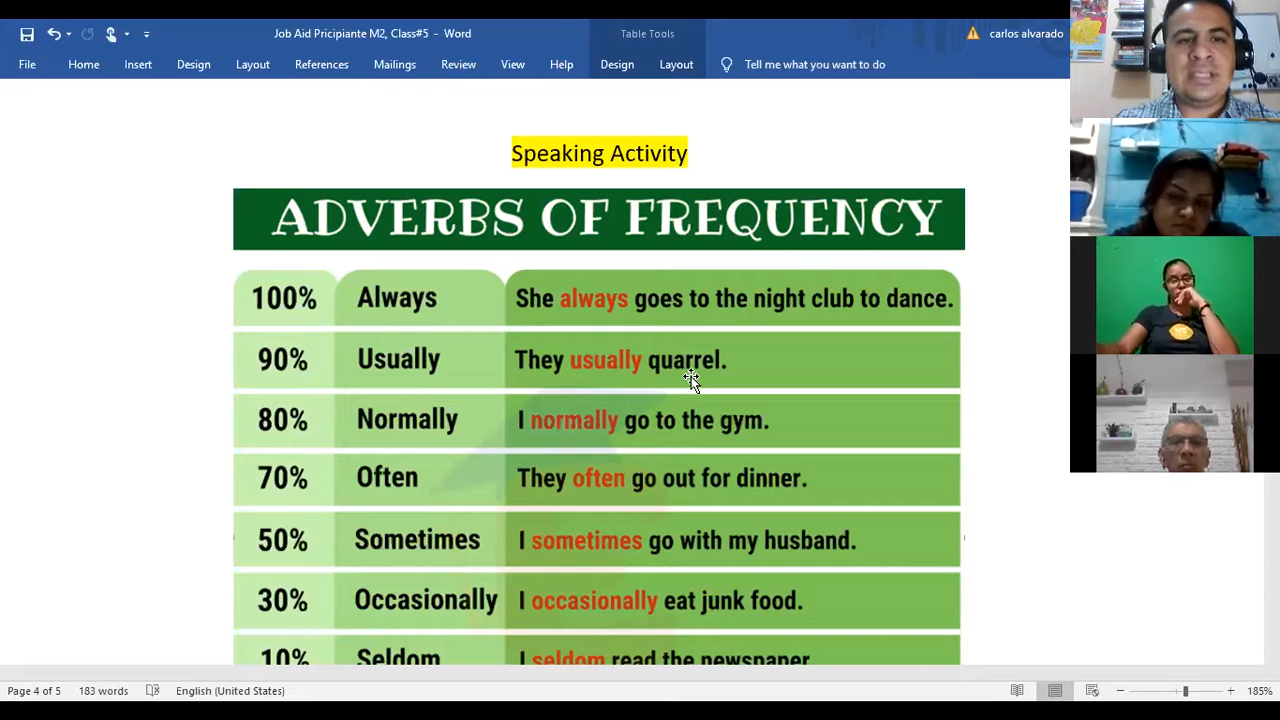 Job Aid Pricipiante M2, Class#5 - Word
Table Tools
carlos alvarado
File Home Insert Design Layout References Mailings Review View Help Design Layout Tell me what you want to do
Speaking Activity
ADVERBS OF FREQUENCY
100% Always She always goes to the night club to dance.
90% Usually They usually quarrel.
80% Normally I normally go to the gym.
70% Often They often go out for dinner.
50% Sometimes I sometimes go with my husband.
30% Occasionally I occasionally eat junk food.
10% Seldom I seldom read the newspaper
Page 4 of 5 183 words English (United States) 185%